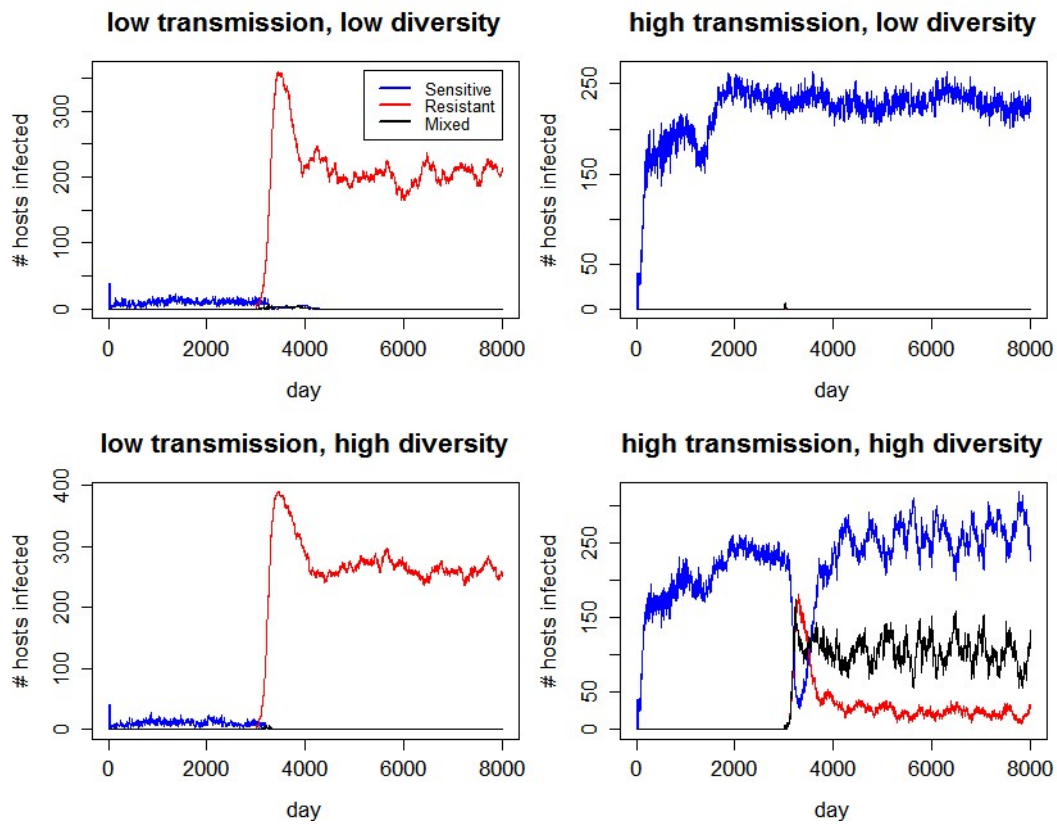 low transmission, low diversity
# hosts infected
300
200
100
0
Sensitive
Resistant
Mixed
0 2000 4000 6000 8000
day
high transmission, low diversity
# hosts infected
250
150
50
0
0 2000 4000 6000 8000
day
low transmission, high diversity
# hosts infected
400
300
200
100
0
0 2000 4000 6000 8000
day
high transmission, high diversity
# hosts infected
250
150
50
0
0 2000 4000 6000 8000
day